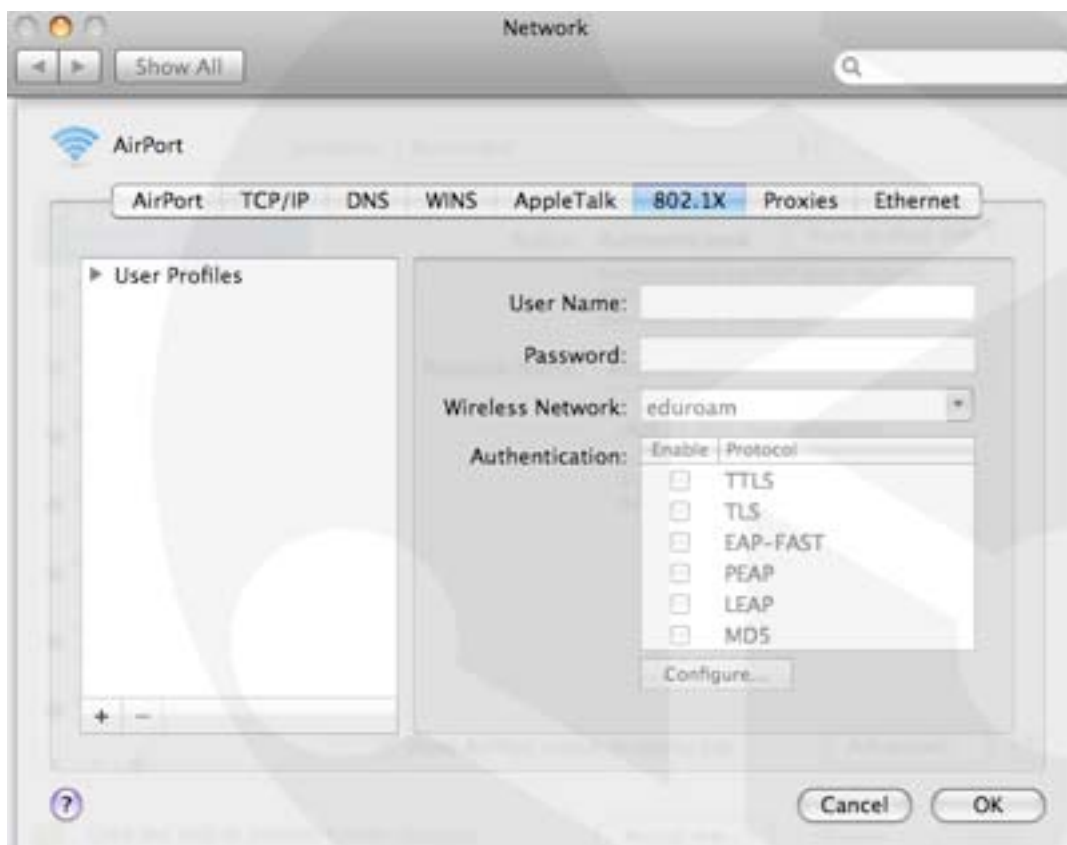 Network
Show All
AirPort
AirPort TCP/IP DNS WINS AppleTalk 802.1X Proxies Ethernet
User Profiles
User Name:
Password:
Wireless Network: eduroam
Authentication: Enable Protocol
TTLS
TLS
EAP-FAST
PEAP
LEAP
MD5
Configure...
+ −
? Cancel OK